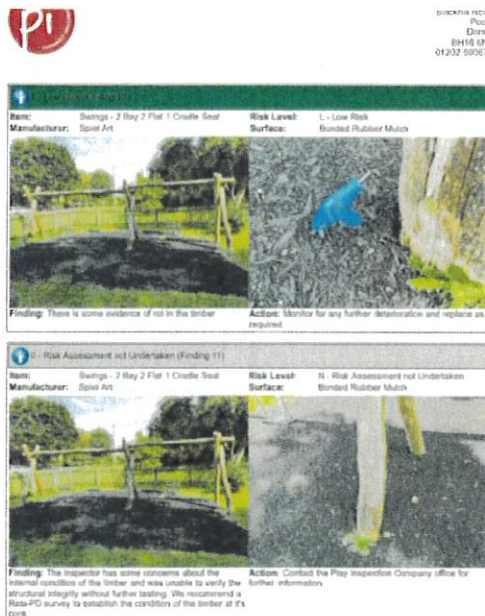 pi
Poo
BH16 6
01202 5906
Item: Swings - 2 Bay 2 Flat 1 Cradle Seat
Risk Level: L - Low Risk
Manufacturer: Spiel Art
Surface: Bonded Rubber Mulch
Finding: There is some evidence of rot in the timber
Action: Monitor for any further deterioration and replace as
required
0 - Risk Assessment not Undertaken (Finding 11)
Item: Swings - 2 Bay 2 Flat 1 Cradle Seat
Risk Level: N - Risk Assessment not Undertaken
Manufacturer: Spiel Art
Surface: Bonded Rubber Mulch
Finding: The inspector has some concerns about the
internal condition of the timber and was unable to verify the
structural integrity without further testing. We recommend a
Resi-PD survey to establish the condition of the timber at it's
core.
Action: Contact the Play Inspection Company office for
further information